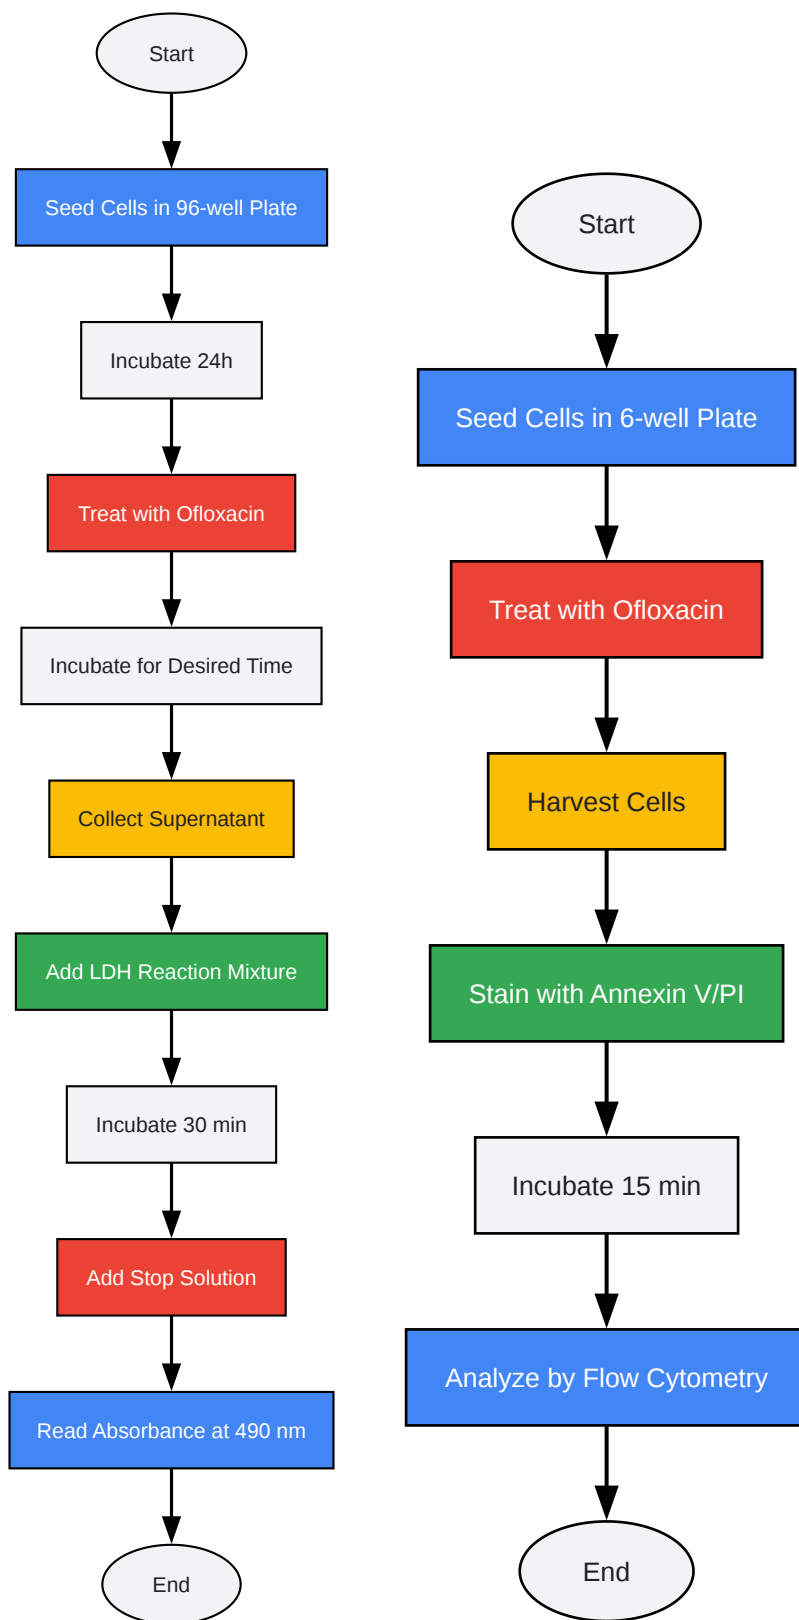 Start
Seed Cells in 96-well Plate
Incubate 24h
Treat with Ofloxacin
Incubate for Desired Time
Collect Supernatant
Add LDH Reaction Mixture
Incubate 30 min
Add Stop Solution
Read Absorbance at 490 nm
End
Start
Seed Cells in 6-well Plate
Treat with Ofloxacin
Harvest Cells
Stain with Annexin V/PI
Incubate 15 min
Analyze by Flow Cytometry
End